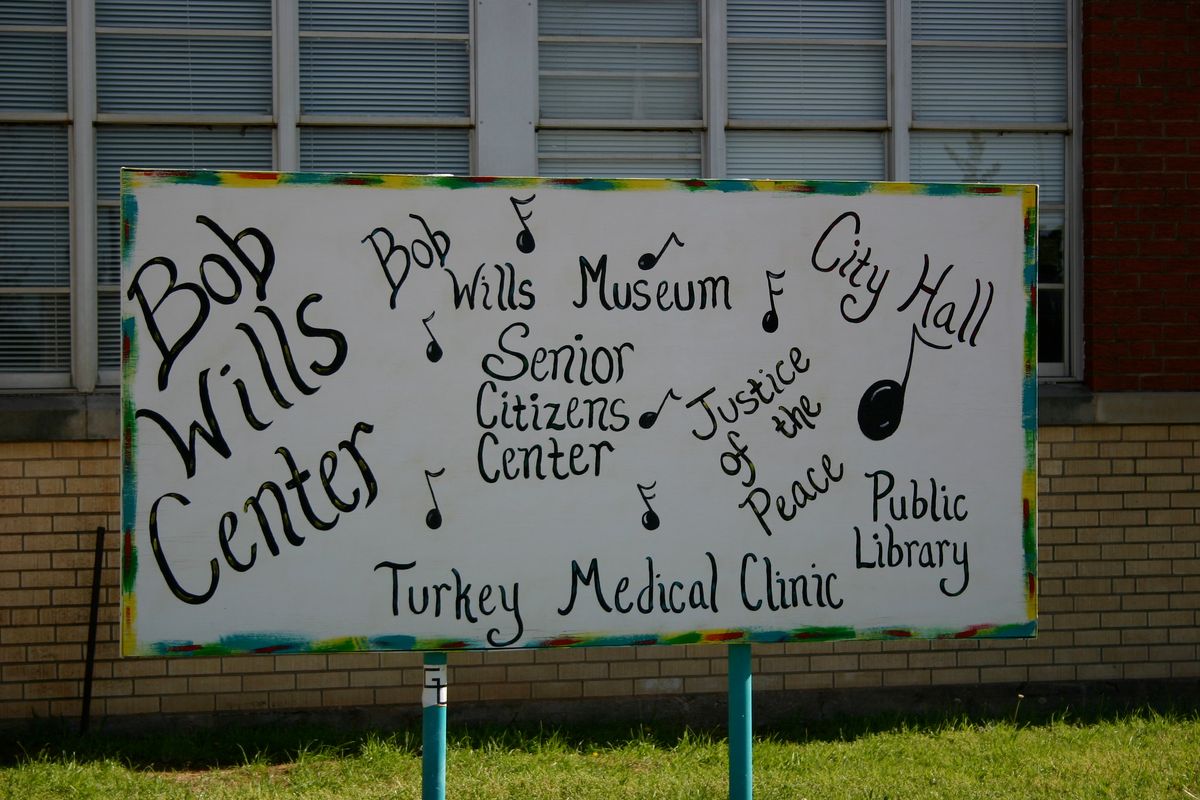 Bob
Wills
Center
Bob
Wills Museum
Senior
Citizens
Center
City Hall
Justice
of the
Peace
Public
Library
Turkey Medical Clinic